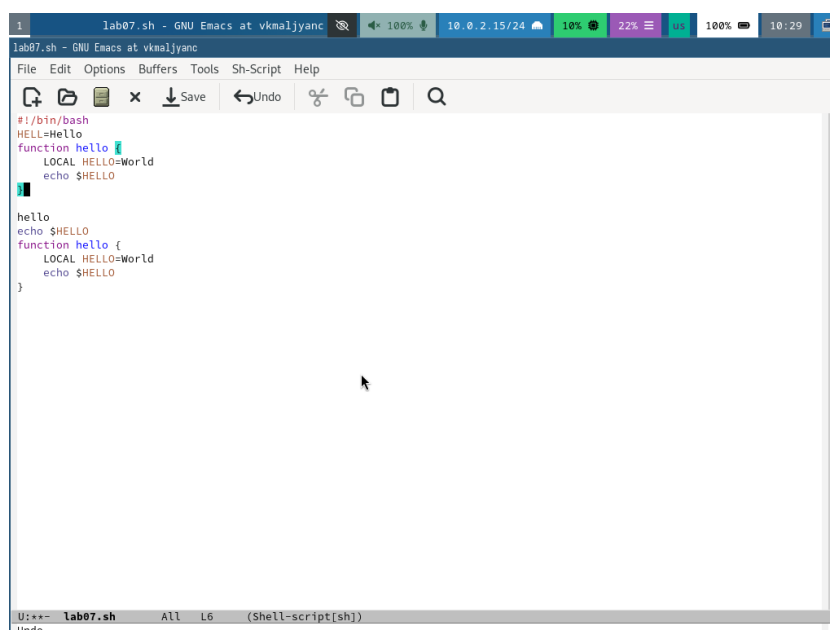 1 lab07.sh - GNU Emacs at vkmaljyanc 100% 10.0.2.15/24 10% 22% us 100% 10:29
lab07.sh - GNU Emacs at vkmaljyanc
File Edit Options Buffers Tools Sh-Script Help
Save Undo
#!/bin/bash
HELL=Hello
function hello {
    LOCAL HELLO=World
    echo $HELLO
}
hello
echo $HELLO
function hello {
    LOCAL HELLO=World
    echo $HELLO
}
U:**- lab07.sh All L6 (Shell-script[sh])
Undo